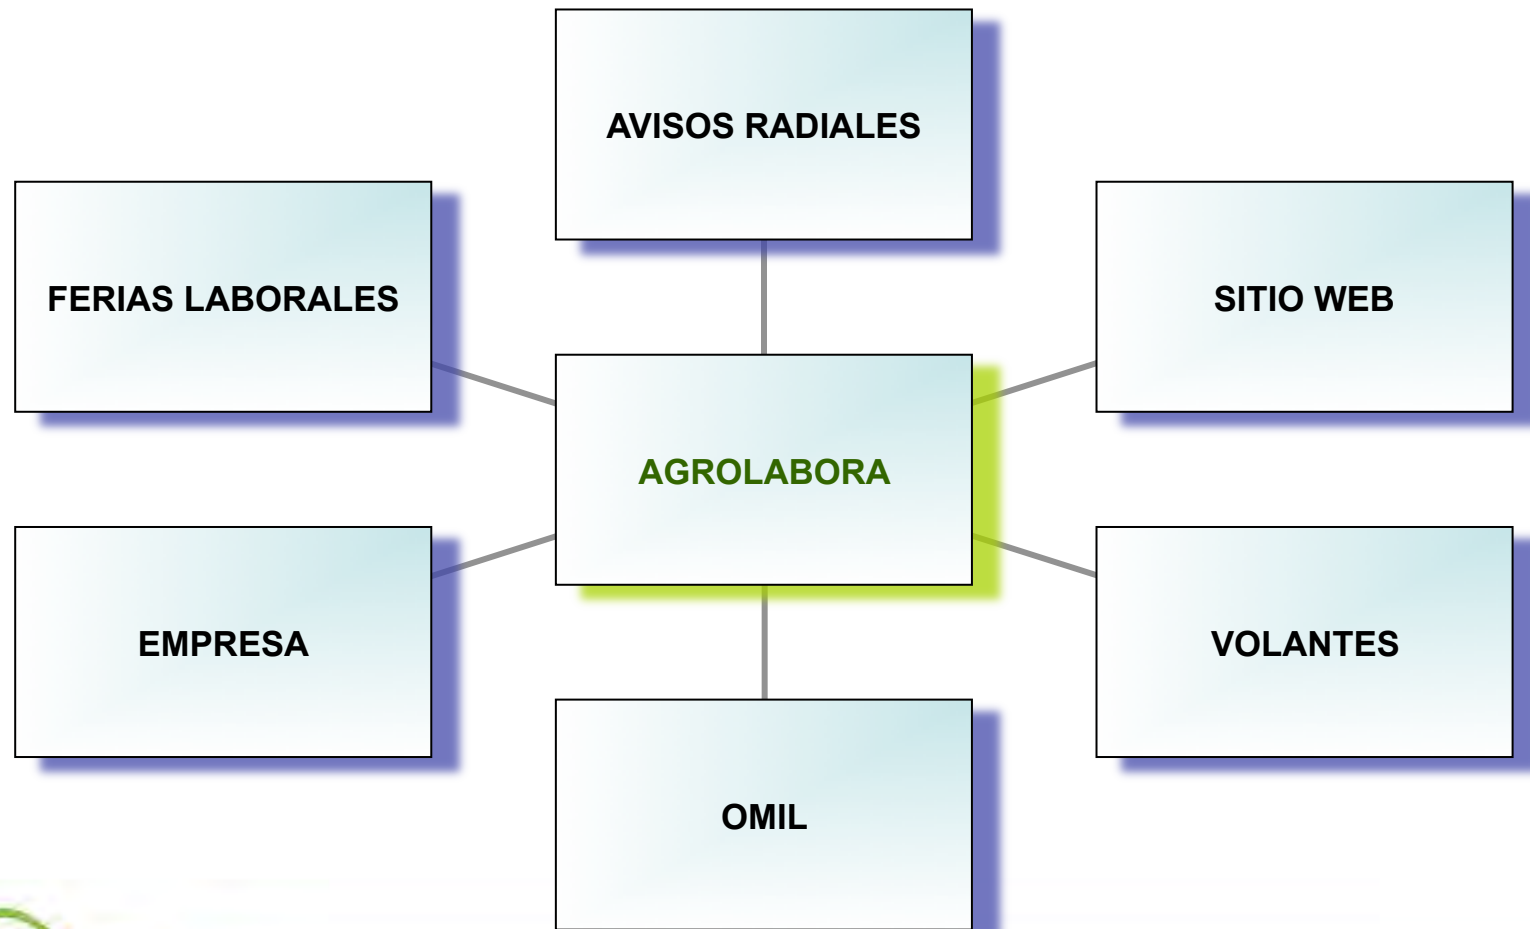 AVISOS RADIALES
FERIAS LABORALES
SITIO WEB
AGROLABORA
EMPRESA
VOLANTES
OMIL